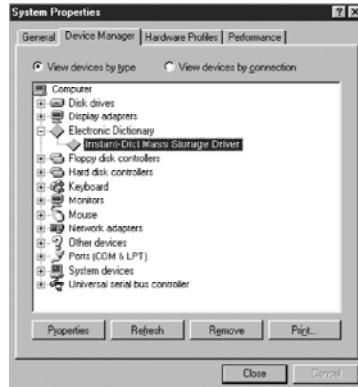 System Properties
General
Device Manager
Hardware Profiles
Performance
View devices by type
View devices by connection
Computer
Disk drives
Display adapters
Electronic Dictionary
Instant-Dict Mass Storage Driver
Floppy disk controllers
Hard disk controllers
Keyboard
Monitors
Mouse
Network adapters
Other devices
Ports (COM & LPT)
System devices
Universal serial bus controller
Properties
Refresh
Remove
Print...
Close
Cancel